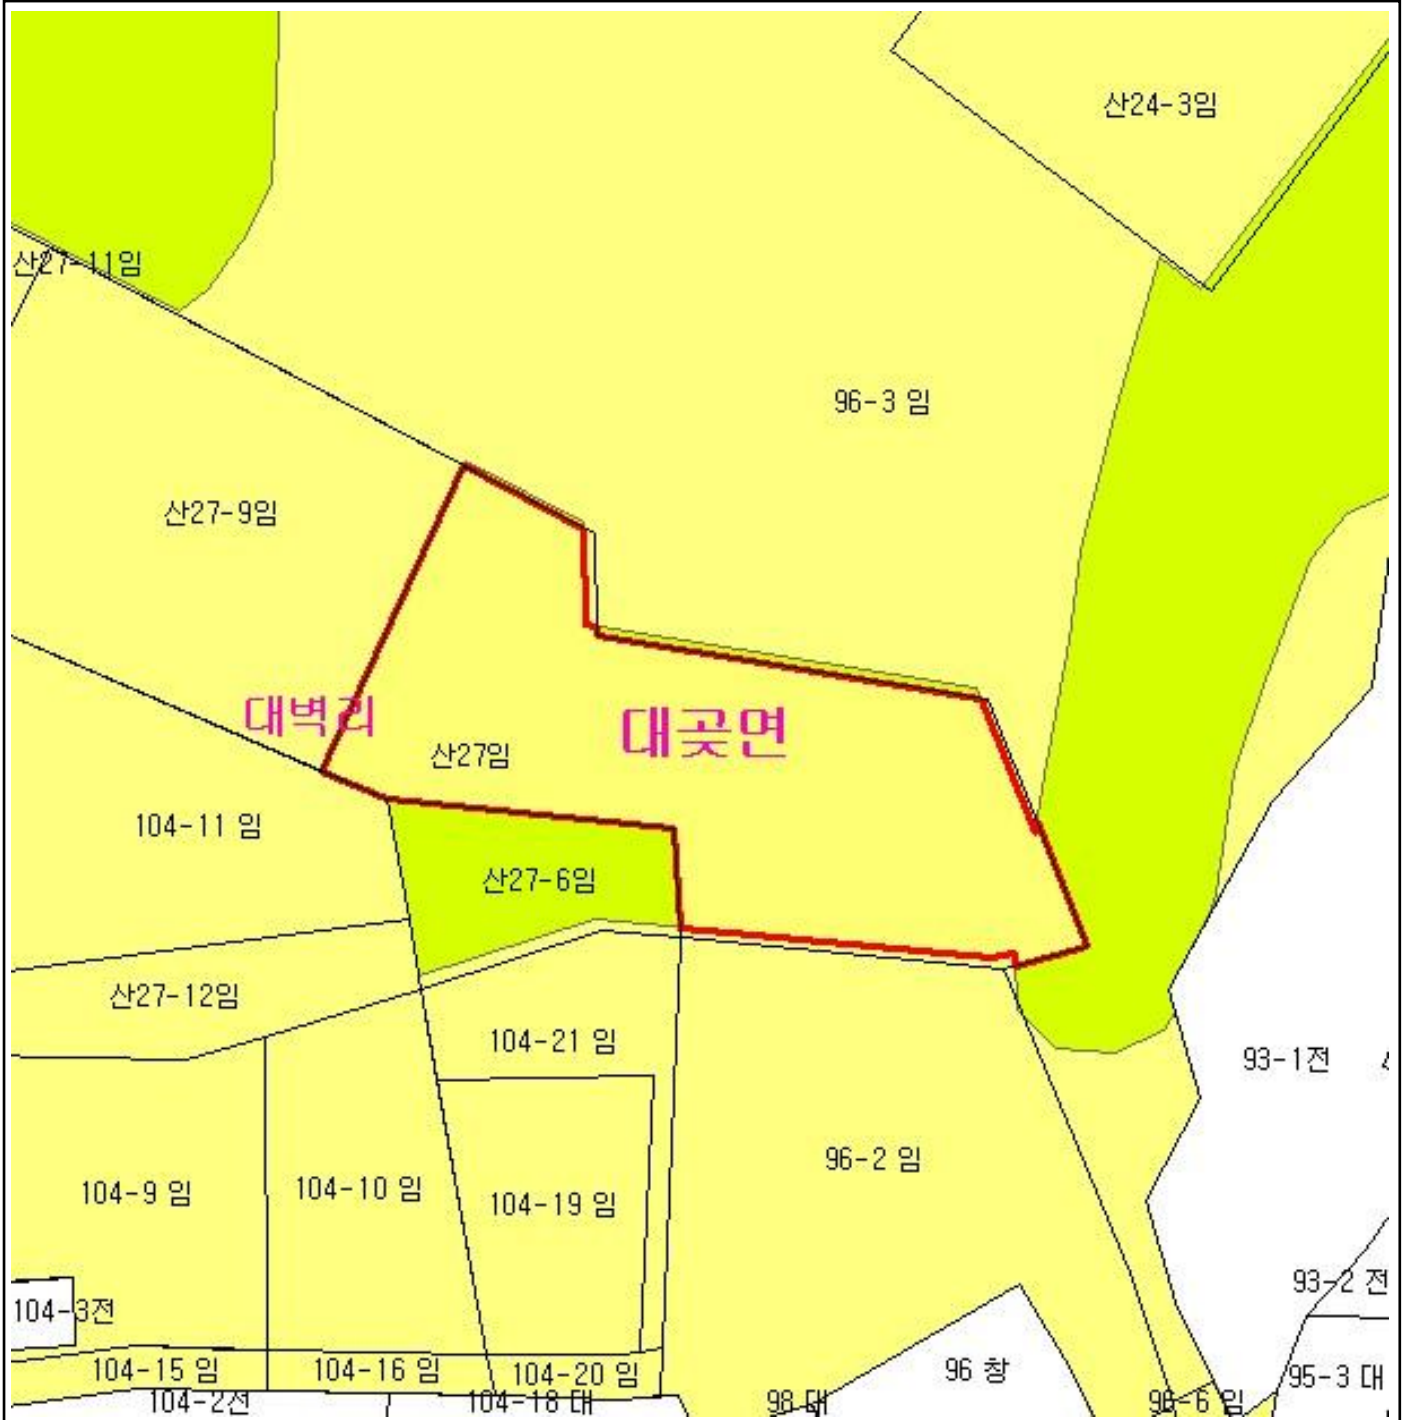 산24-3임
산27-11임
96-3 임
산27-9임
대벽리
대곶면
산27임
104-11 임
산27-6임
산27-12임
104-21 임
93-1전
96-2 임
104-9 임
104-10 임
104-19 임
93-2 전
104-3전
104-15 임
104-16 임
104-20 임
96 창
95-3 대
104-2전
104-18 대
98 대